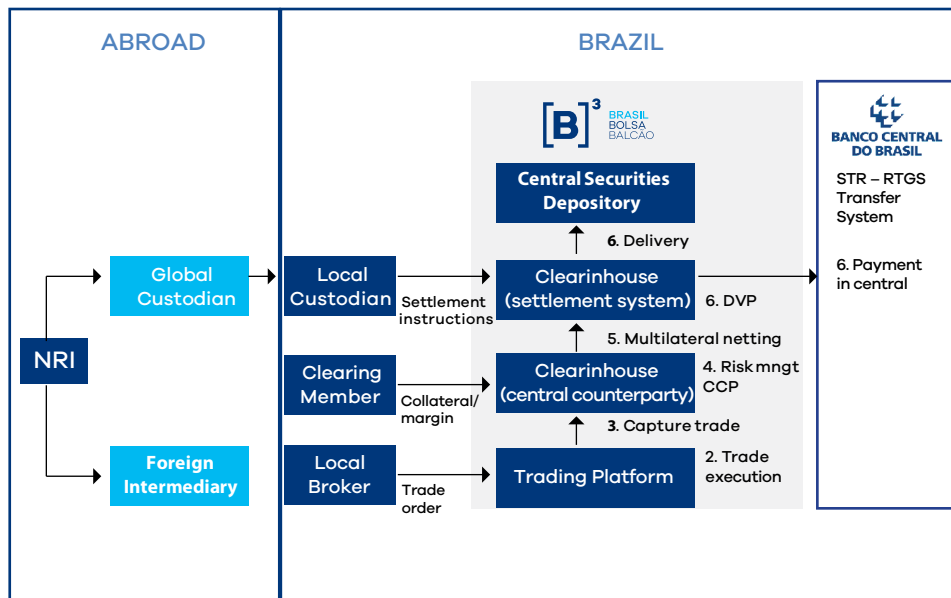 ABROAD
BRAZIL
[B]³
BRASIL
BOLSA
BALCÃO
BANCO CENTRAL
DO BRASIL
STR – RTGS
Transfer
System
6. Payment
in central
Central Securities
Depository
6. Delivery
Global
Custodian
Local
Custodian
Settlement
instructions
Clearinhouse
(settlement system)
6. DVP
5. Multilateral netting
NRI
Clearing
Member
Collateral/
margin
Clearinhouse
(central counterparty)
4. Risk mngt
CCP
3. Capture trade
Foreign
Intermediary
Local
Broker
Trade
order
Trading Platform
2. Trade
execution